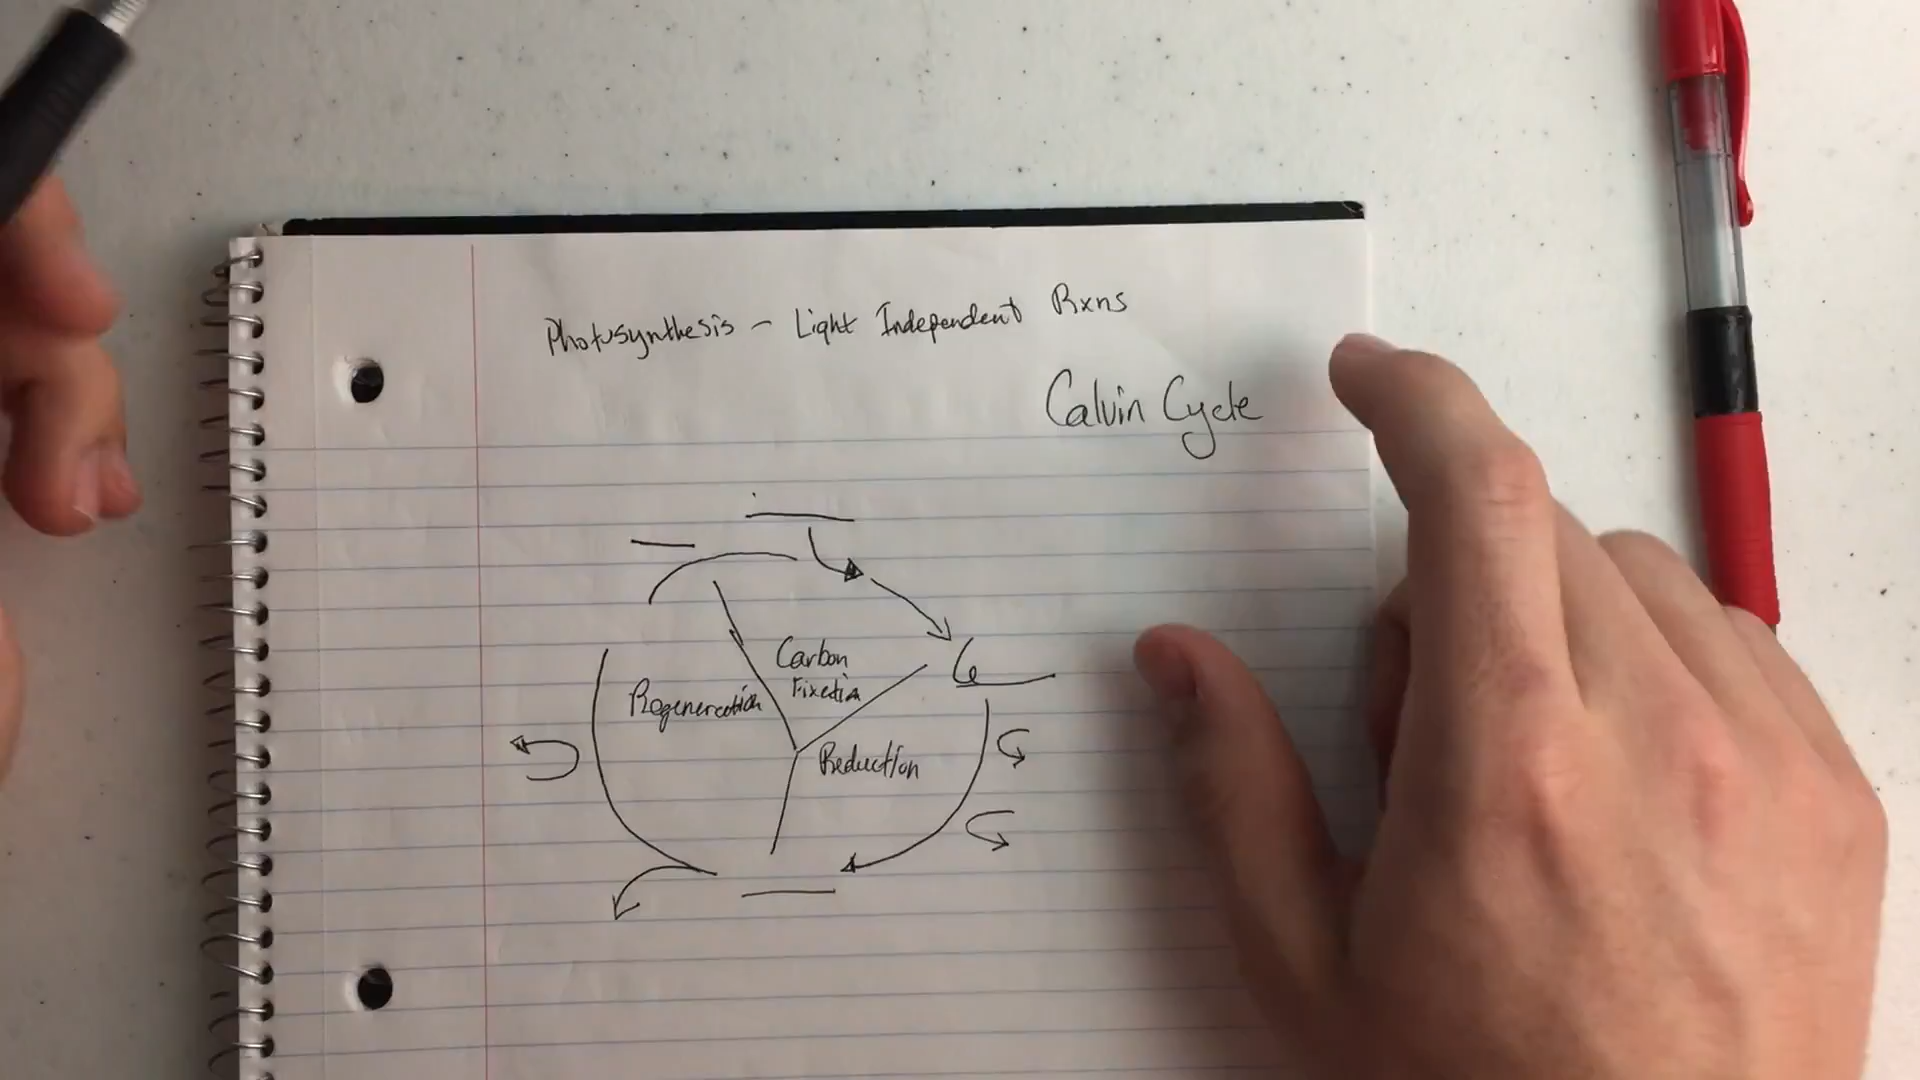 Photosynthesis - Light Independent Rxns
Calvin Cycle
Carbon
Fixation
Regeneration
Reduction